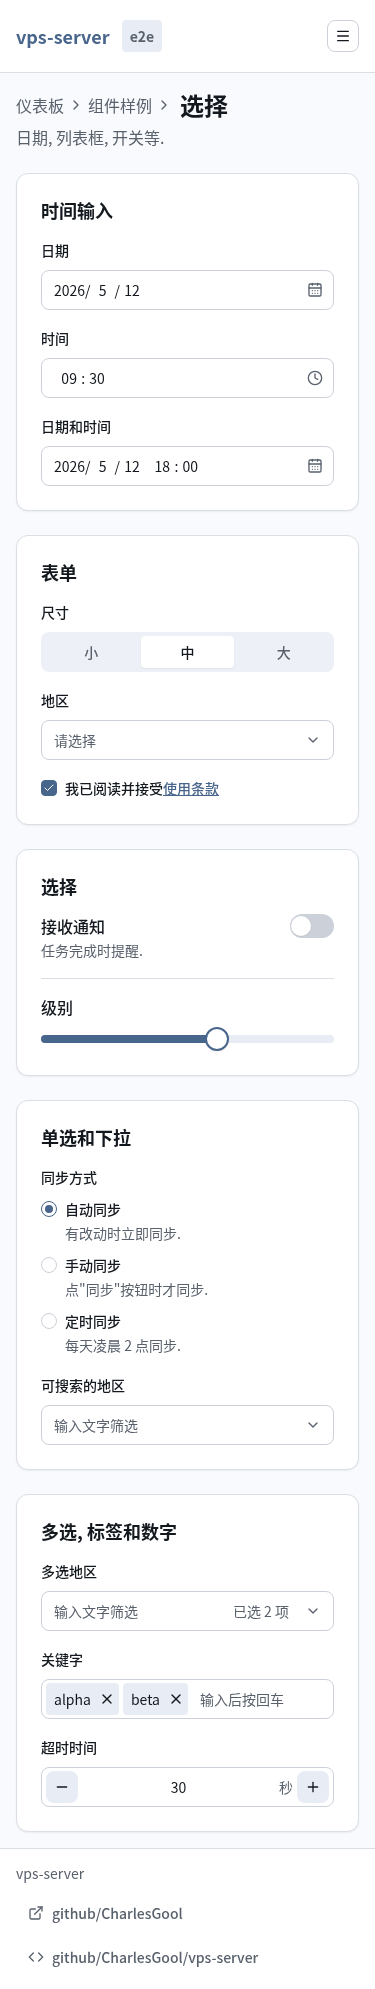 vps-server e2e
仪表板 组件样例 选择
日期, 列表框, 开关等.
时间输入
日期
2026/ 5 / 12
时间
09 : 30
日期和时间
2026/ 5 / 12 18 : 00
表单
尺寸
小 中 大
地区
请选择
我已阅读并接受使用条款
选择
接收通知
任务完成时提醒.
级别
单选和下拉
同步方式
自动同步
有改动时立即同步.
手动同步
点"同步"按钮时才同步.
定时同步
每天凌晨 2 点同步.
可搜索的地区
输入文字筛选
多选, 标签和数字
多选地区
输入文字筛选 已选 2 项
关键字
alpha beta 输入后按回车
超时时间
30 秒
vps-server
github/CharlesGool
github/CharlesGool/vps-server